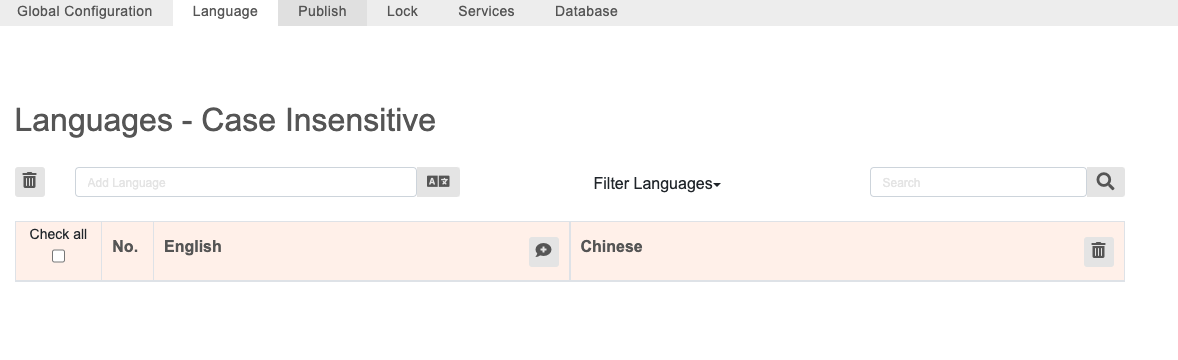 Global Configuration Language Publish Lock Services Database
Languages - Case Insensitive
Add Language A Filter Languages Search
Check all
No. English Chinese